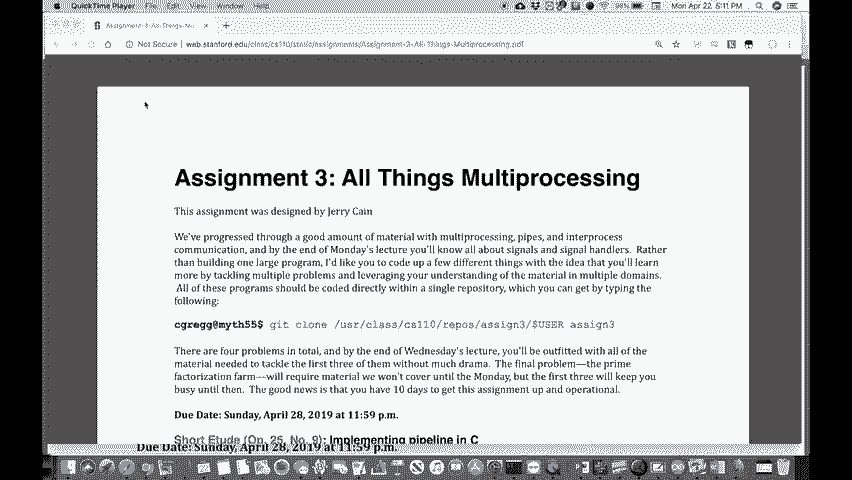 QuickTime Player File Edit View Window Help 96% Mon Apr 22 5:11 PM
Assignment-3-All-Things-Mu
Not Secure | web.stanford.edu/class/cs110/static/assignments/Assignment-3-All-Things-Multiprocessing.pdf
Assignment 3: All Things Multiprocessing
This assignment was designed by Jerry Cain
We've progressed through a good amount of material with multiprocessing, pipes, and interprocess
communication, and by the end of Monday's lecture you'll know all about signals and signal handlers. Rather
than building one large program, I'd like you to code up a few different things with the idea that you'll learn
more by tackling multiple problems and leveraging your understanding of the material in multiple domains.
All of these programs should be coded directly within a single repository, which you can get by typing the
following:
cgregg@myth55$ git clone /usr/class/cs110/repos/assign3/$USER assign3
There are four problems in total, and by the end of Wednesday's lecture, you'll be outfitted with all of the
material needed to tackle the first three of them without much drama. The final problem—the prime
factorization farm—will require material we won't cover until the Monday, but the first three will keep you
busy until then. The good news is that you have 10 days to get this assignment up and operational.
Due Date: Sunday, April 28, 2019 at 11:59 p.m.
Short Etude (Op. 25, No. 9): Implementing pipeline in C
Due Date: Sunday, April 28, 2019 at 11:59 p.m.